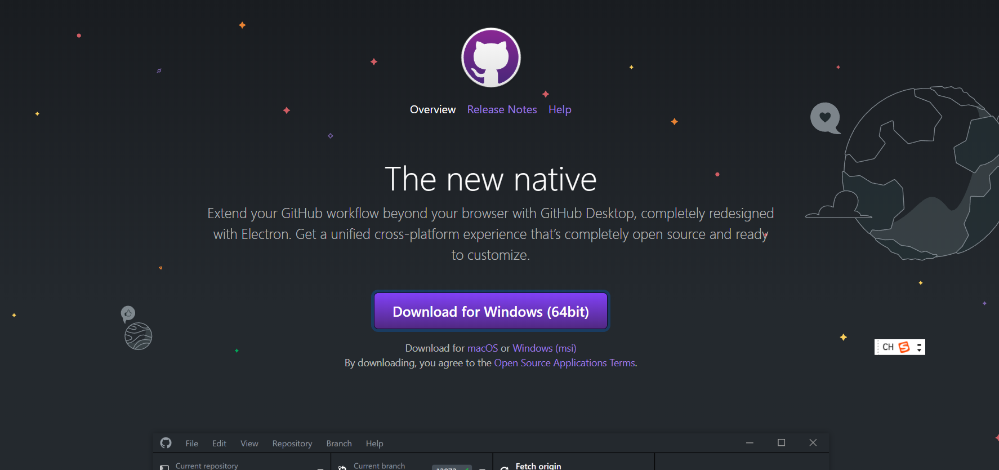 Overview Release Notes Help
The new native
Extend your GitHub workflow beyond your browser with GitHub Desktop, completely redesigned
with Electron. Get a unified cross-platform experience that’s completely open source and ready
to customize.
Download for Windows (64bit)
CH
Download for macOS or Windows (msi)
By downloading, you agree to the Open Source Applications Terms.
File Edit View Repository Branch Help
Current repository
Current branch
Fetch origin